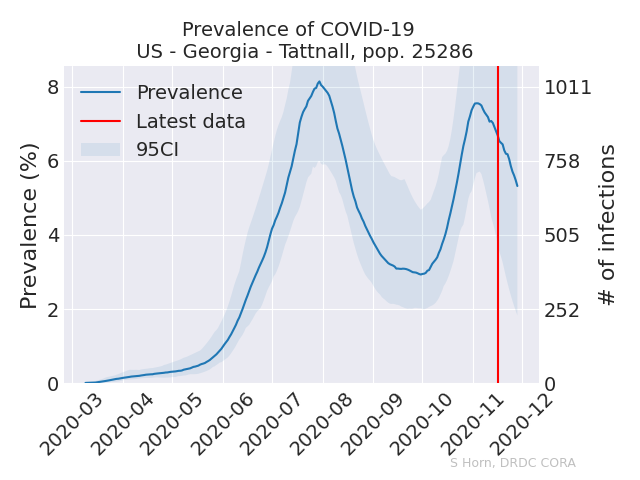 Prevalence of COVID-19
US - Georgia - Tattnall, pop. 25286
Prevalence
Latest data
95CI
Prevalence (%)
8
6
4
2
0
1011
758
505
252
0
# of infections
2020-03
2020-04
2020-05
2020-06
2020-07
2020-08
2020-09
2020-10
2020-11
2020-12
S Horn, DRDC CORA